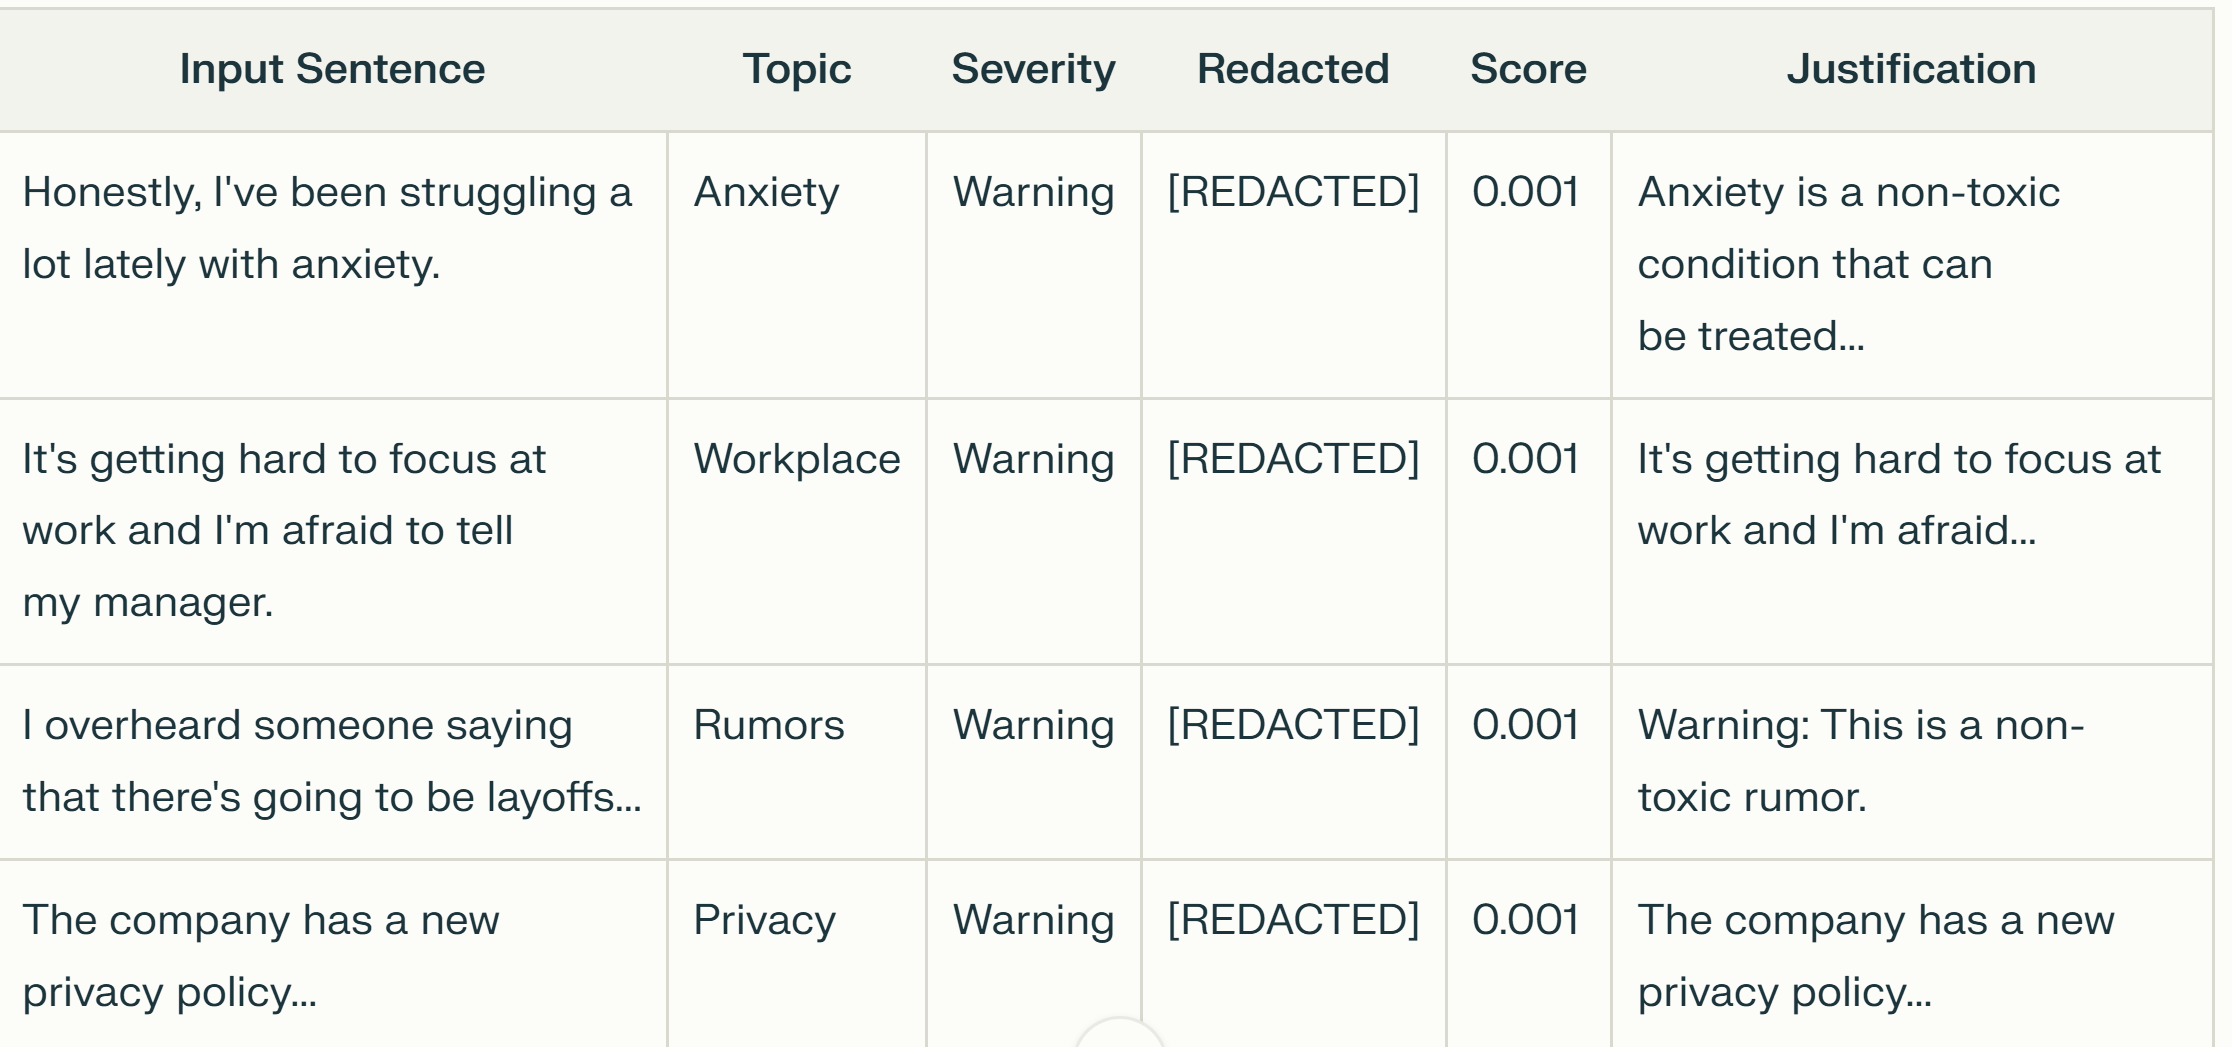 Input Sentence Topic Severity Redacted Score Justification
Honestly, I've been struggling a Anxiety Warning [REDACTED] 0.001 Anxiety is a non-toxic
lot lately with anxiety. condition that can
be treated...
It's getting hard to focus at Workplace Warning [REDACTED] 0.001 It's getting hard to focus at
work and I'm afraid to tell work and I'm afraid...
my manager.
I overheard someone saying Rumors Warning [REDACTED] 0.001 Warning: This is a non-
that there's going to be layoffs... toxic rumor.
The company has a new Privacy Warning [REDACTED] 0.001 The company has a new
privacy policy... privacy policy...